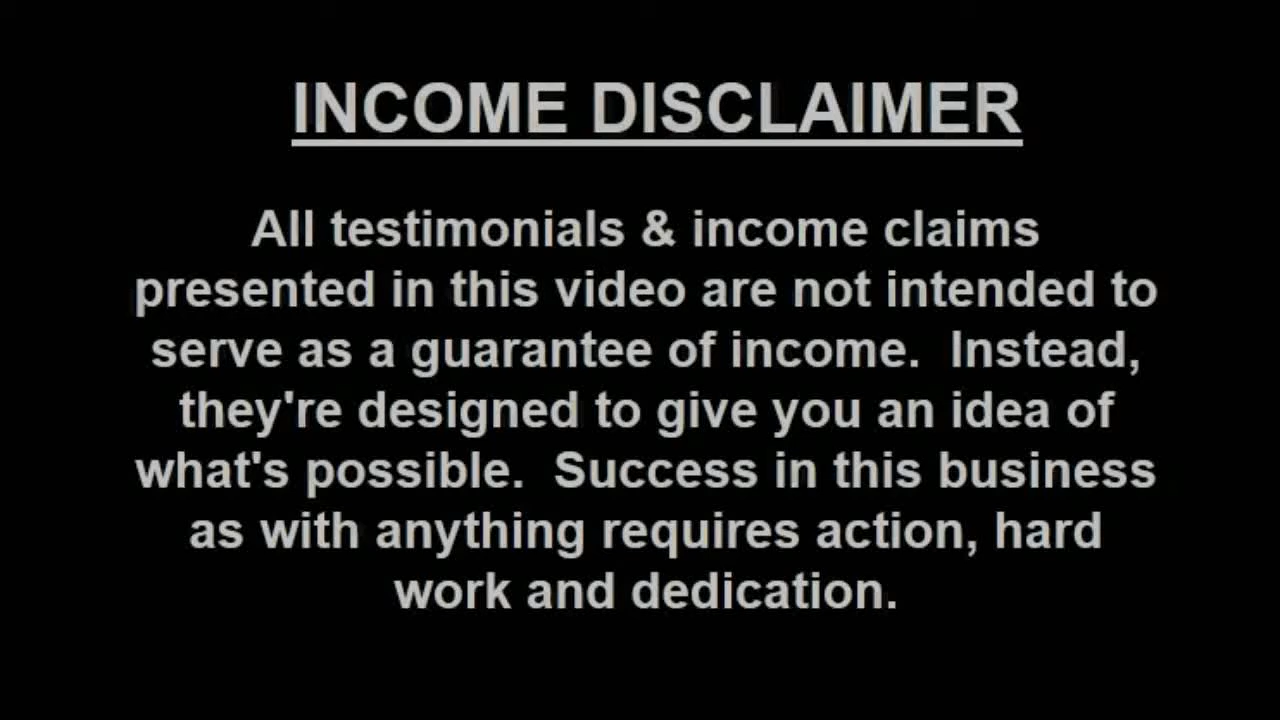 INCOME DISCLAIMER
All testimonials & income claims
presented in this video are not intended to
serve as a guarantee of income.  Instead,
they're designed to give you an idea of
what's possible.  Success in this business
as with anything requires action, hard
work and dedication.